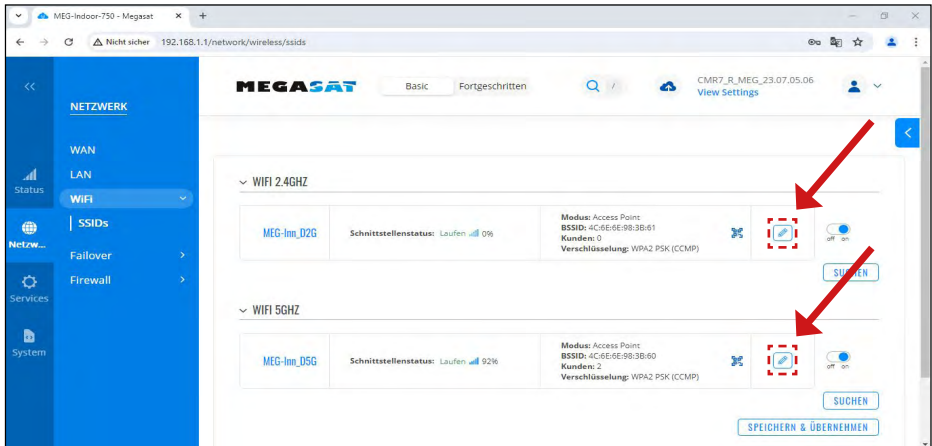 MEG-Indoor-750 - Megasat
Nicht sicher 192.168.1.1/network/wireless/ssids
MEGASAT Basic Fortgeschritten / CMR7_R_MEG_23.07.05.06
View Settings
NETZWERK
WAN
LAN
WiFi
SSIDs
Failover
Firewall
Status
Netzw...
Services
System
WIFI 2.4GHZ
MEG-Inn_D2G
Schnittstellenstatus: Laufen 0%
Modus: Access Point
BSSID: 4C:6E:6E:98:3B:61
Kunden: 0
Verschlüsselung: WPA2 PSK (CCMP)
off on
SUCHEN
WIFI 5GHZ
MEG-Inn_D5G
Schnittstellenstatus: Laufen 92%
Modus: Access Point
BSSID: 4C:6E:6E:98:3B:60
Kunden: 2
Verschlüsselung: WPA2 PSK (CCMP)
off on
SUCHEN
SPEICHERN & ÜBERNEHMEN